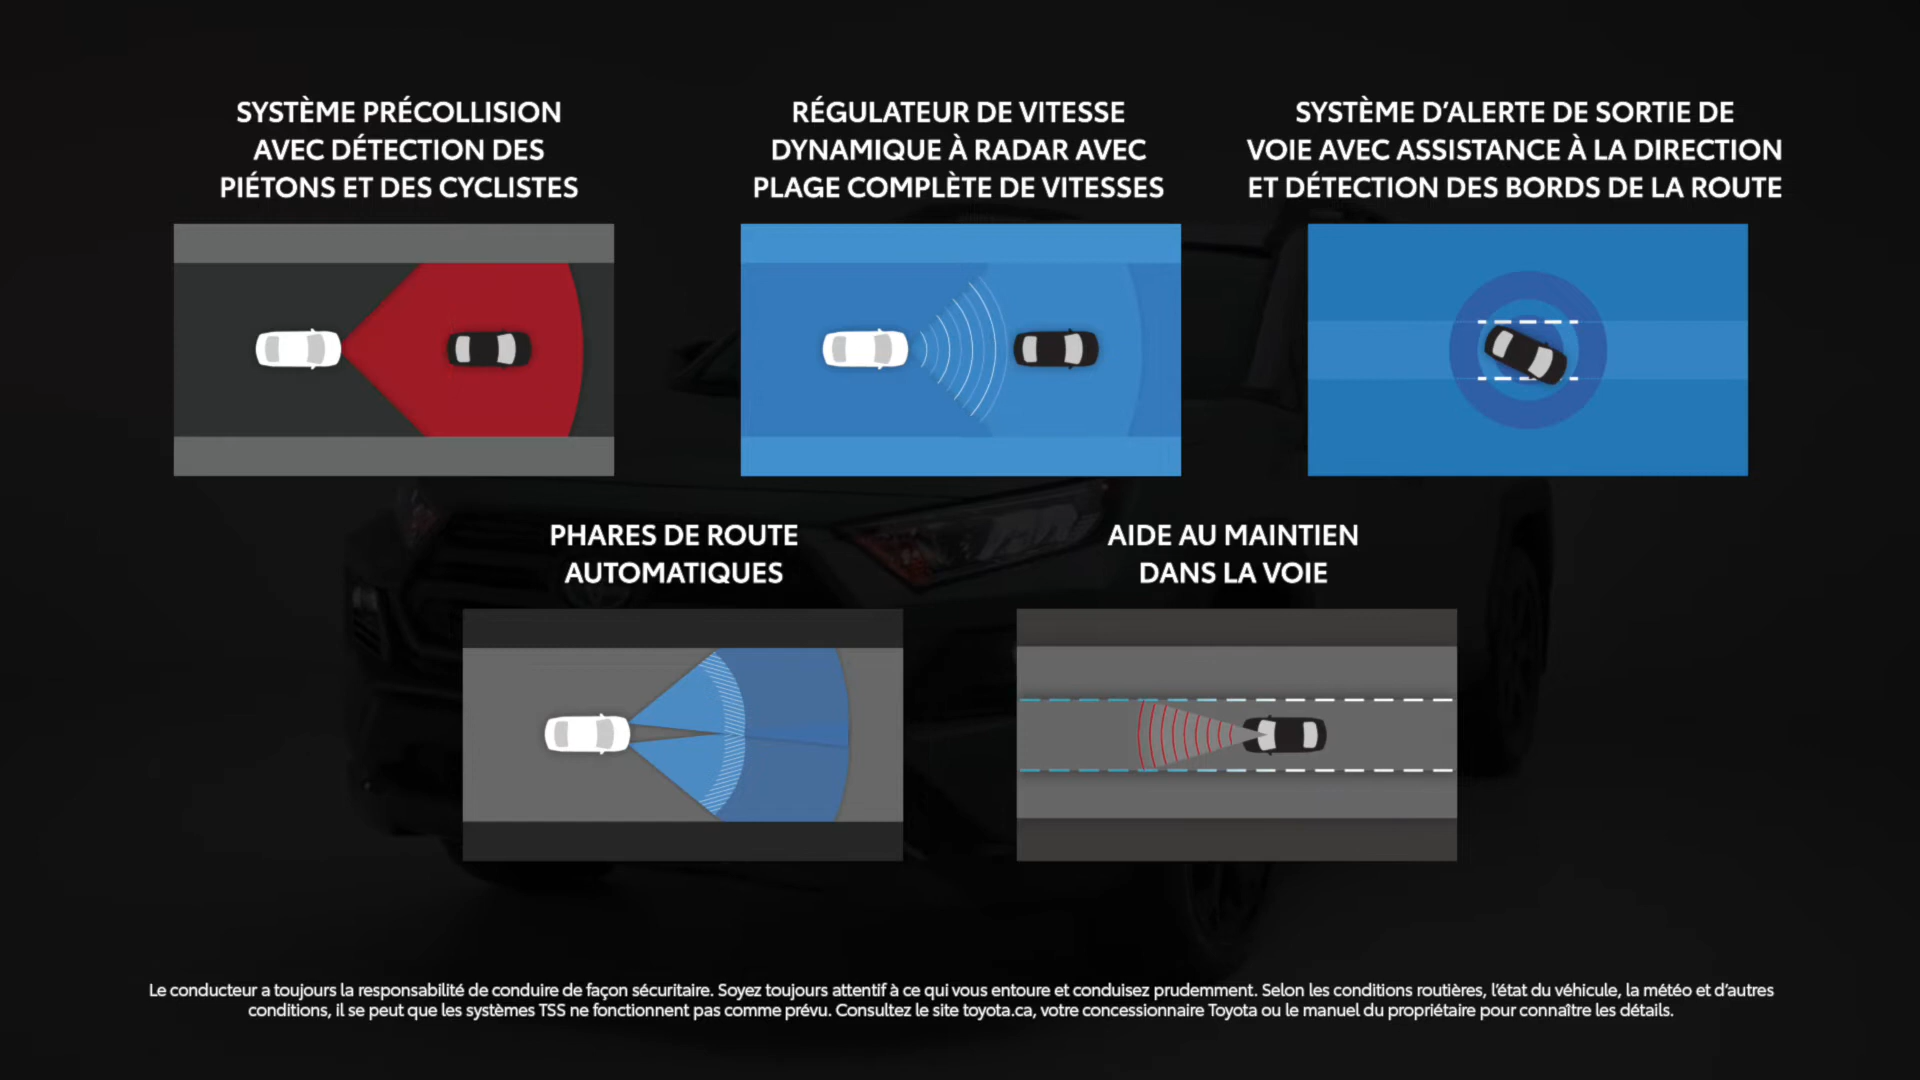 SYSTÈME PRÉCOLLISION
AVEC DÉTECTION DES
PIÉTONS ET DES CYCLISTES
RÉGULATEUR DE VITESSE
DYNAMIQUE À RADAR AVEC
PLAGE COMPLÈTE DE VITESSES
SYSTÈME D’ALERTE DE SORTIE DE
VOIE AVEC ASSISTANCE À LA DIRECTION
ET DÉTECTION DES BORDS DE LA ROUTE
PHARES DE ROUTE
AUTOMATIQUES
AIDE AU MAINTIEN
DANS LA VOIE
Le conducteur a toujours la responsabilité de conduire de façon sécuritaire. Soyez toujours attentif à ce qui vous entoure et conduisez prudemment. Selon les conditions routières, l’état du véhicule, la météo et d’autres
conditions, il se peut que les systèmes TSS ne fonctionnent pas comme prévu. Consultez le site toyota.ca, votre concessionnaire Toyota ou le manuel du propriétaire pour connaître les détails.